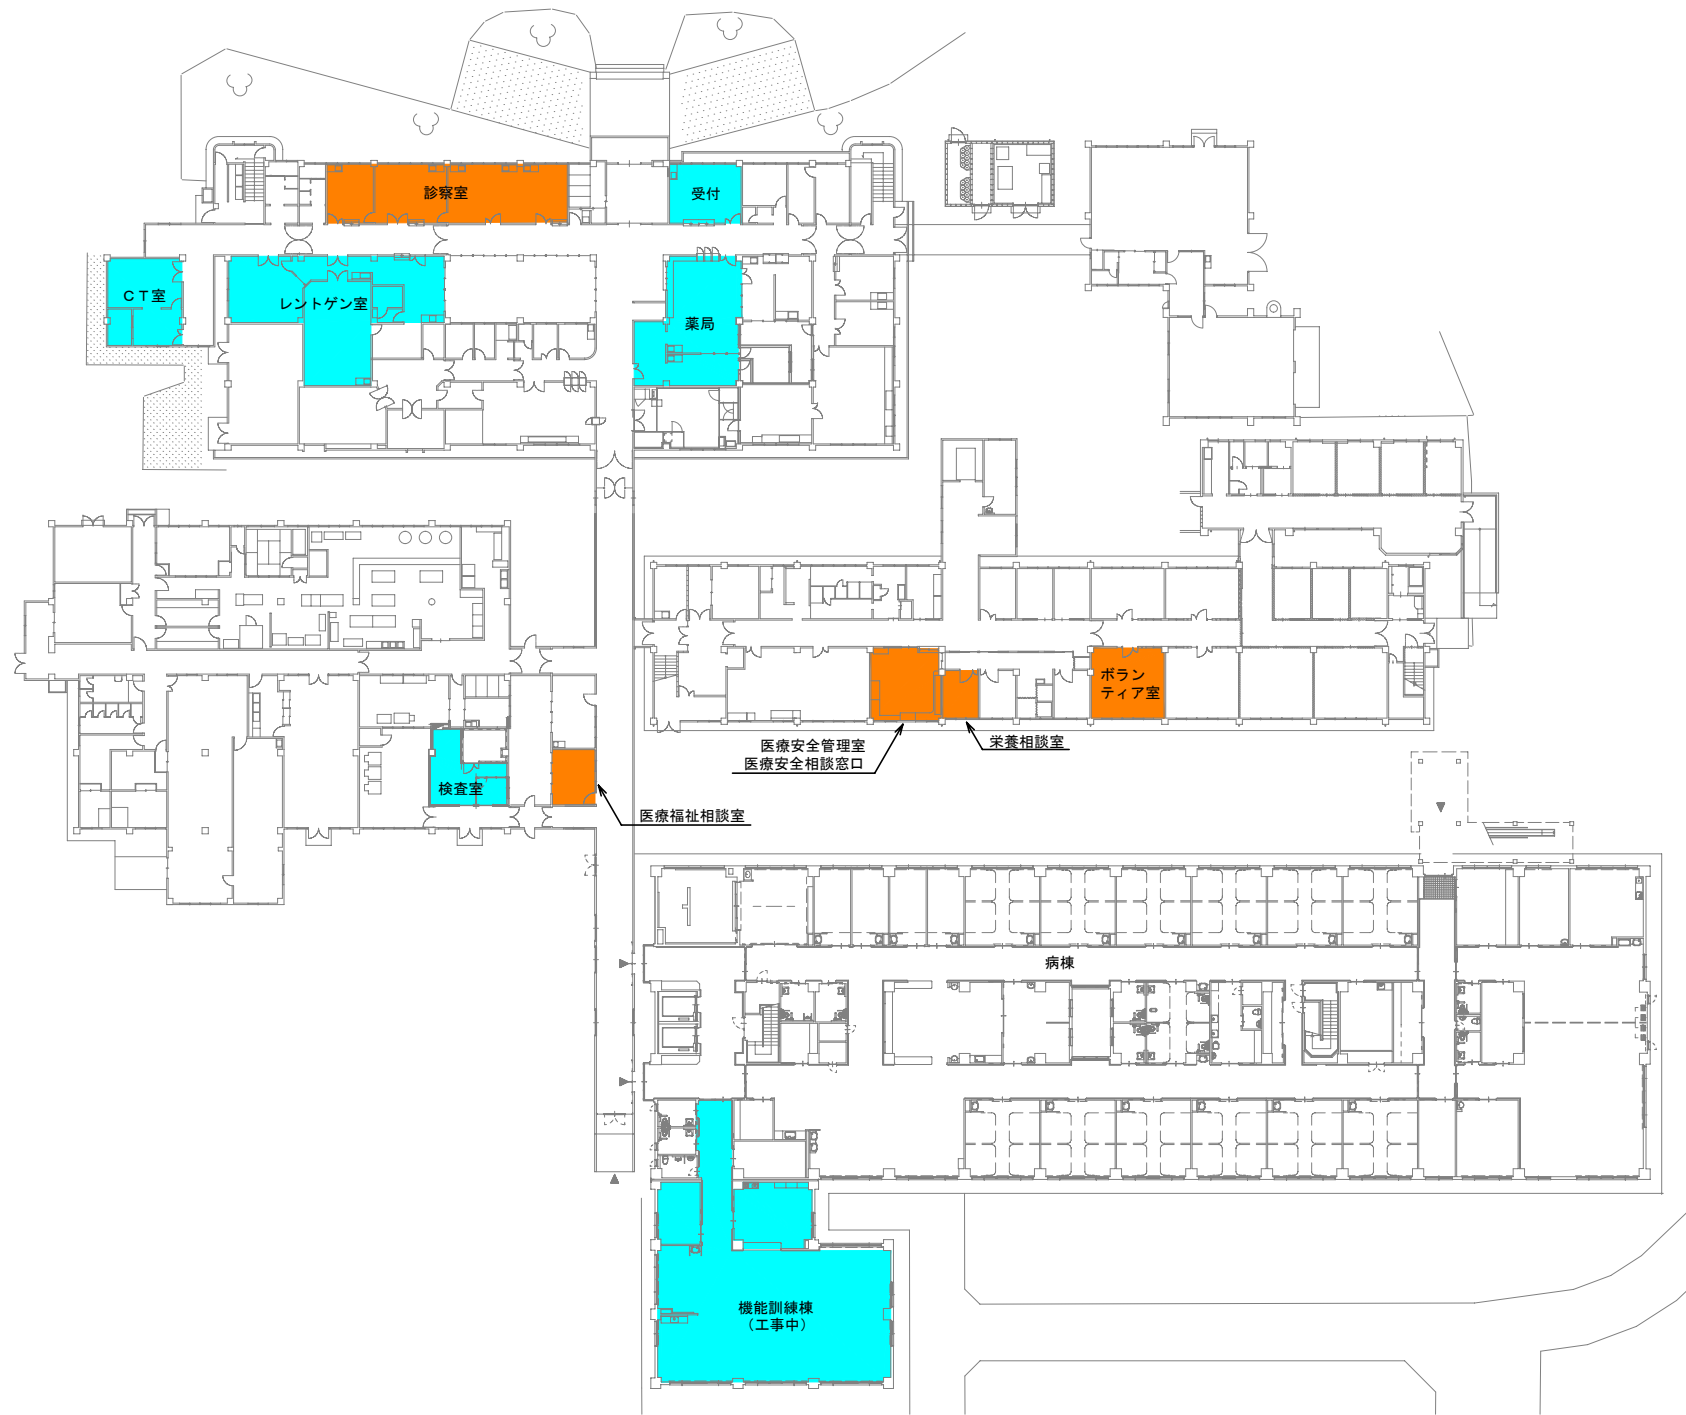 診察室
受付
CT室
レントゲン室
薬局
ボラン
ティア室
医療安全管理室
医療安全相談窓口
栄養相談室
検査室
医療福祉相談室
病棟
機能訓練棟
(工事中)